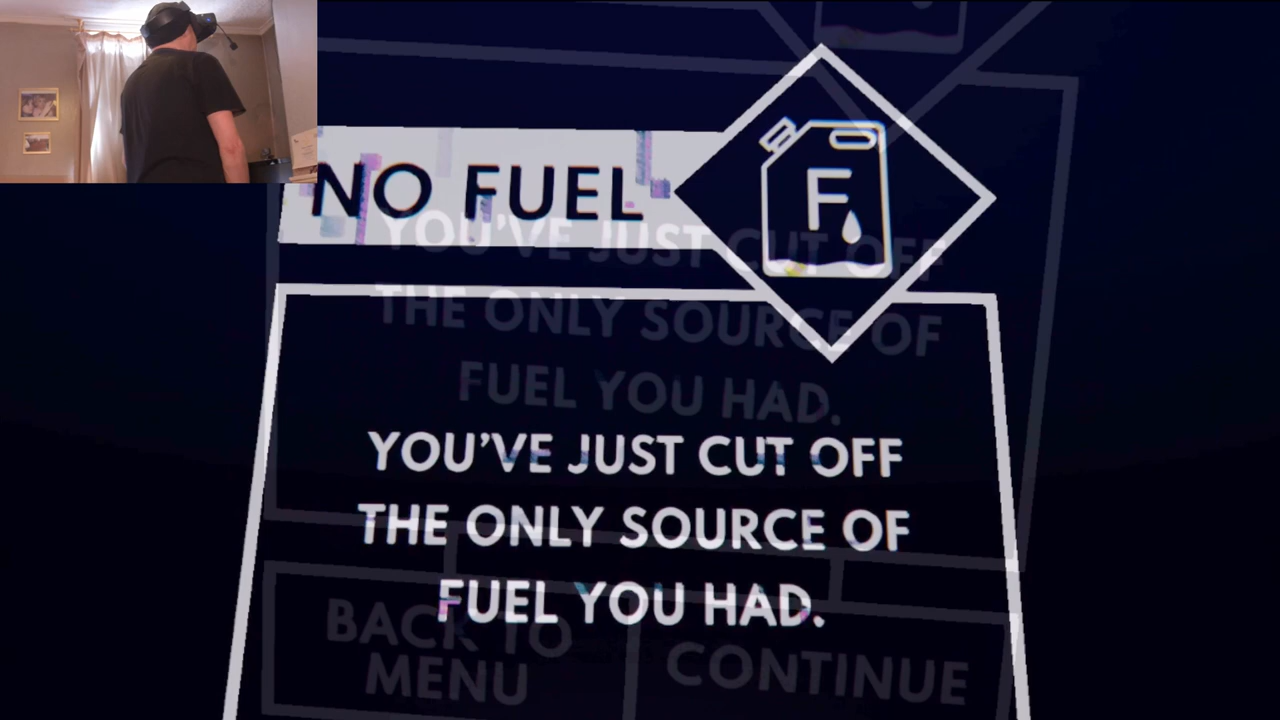 NO FUEL
F
YOU'VE JUST CUT OFF
THE ONLY SOURCE OF
FUEL YOU HAD.
YOU'VE JUST CUT OFF
THE ONLY SOURCE OF
FUEL YOU HAD.
BACK TO
MENU
CONTINUE